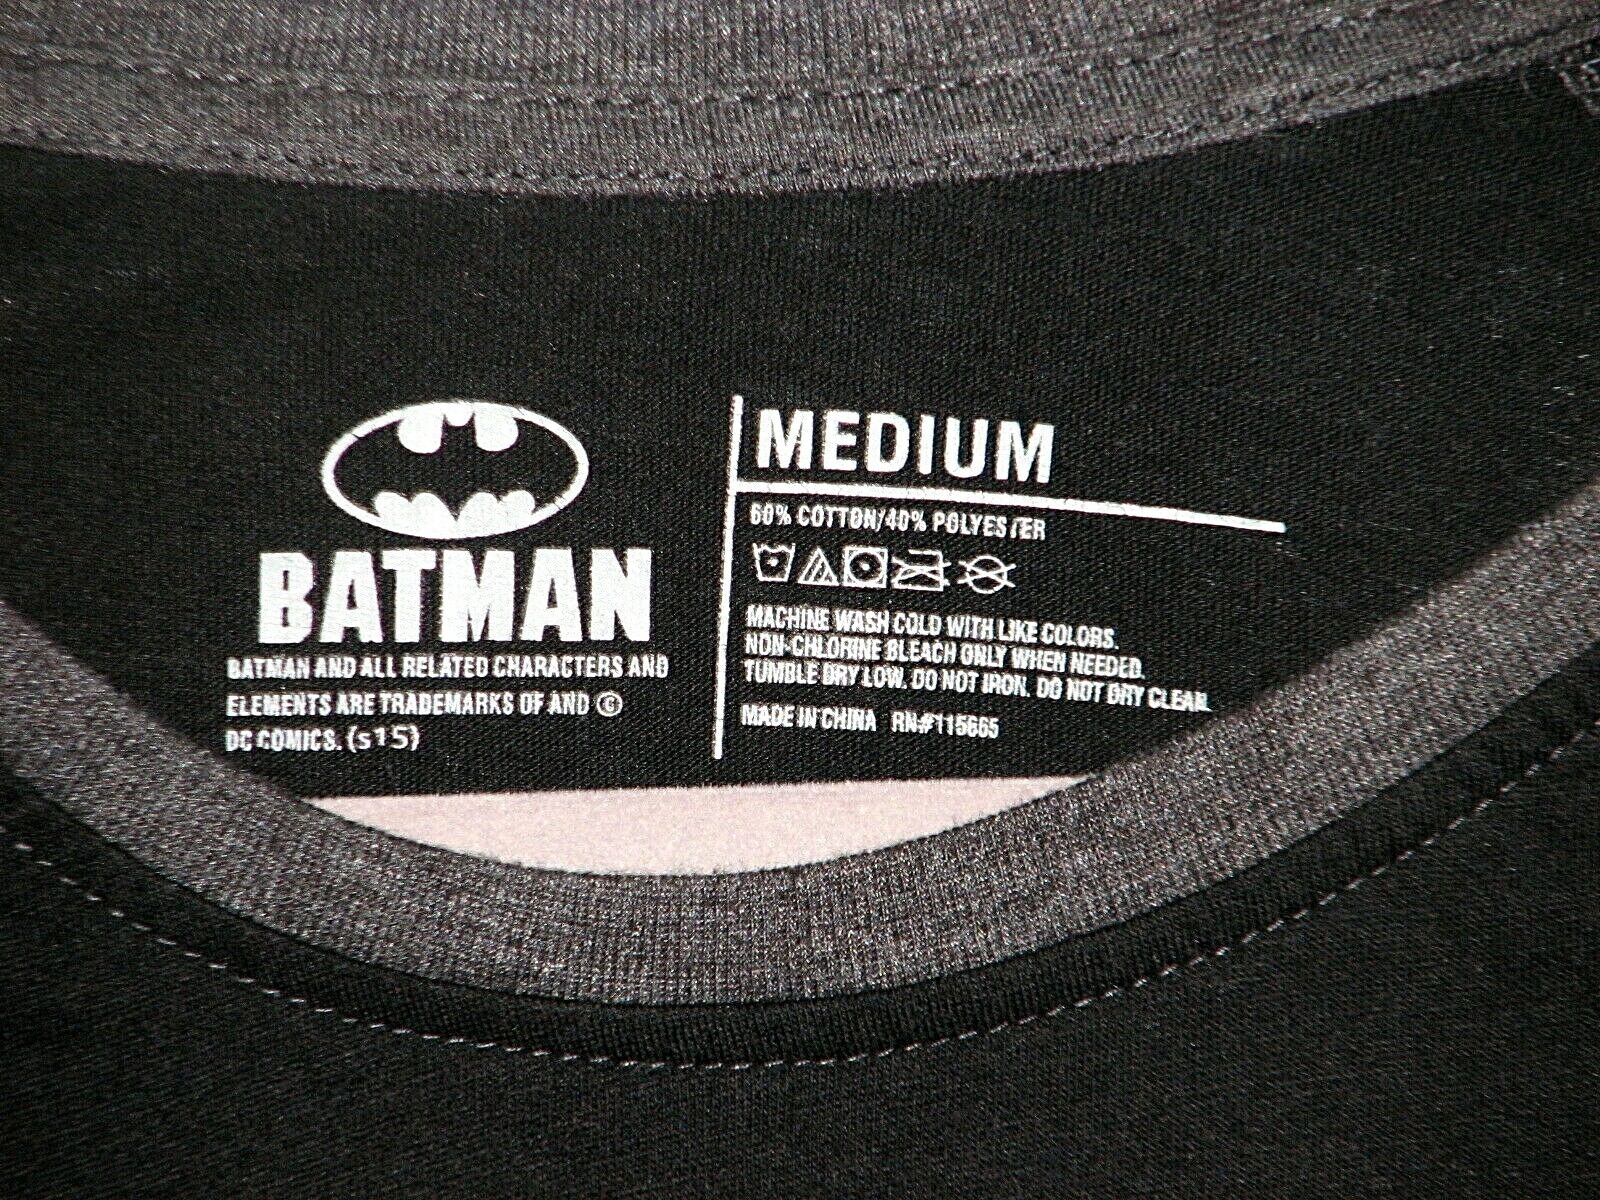 BATMAN
BATMAN AND ALL RELATED CHARACTERS AND
ELEMENTS ARE TRADEMARKS OF AND ©
DC COMICS. (s15)
MEDIUM
60% COTTON/40% POLYESTER
MACHINE WASH COLD WITH LIKE COLORS.
NON-CHLORINE BLEACH ONLY WHEN NEEDED.
TUMBLE DRY LOW. DO NOT IRON. DO NOT DRY CLEAN.
MADE IN CHINA RN#115665